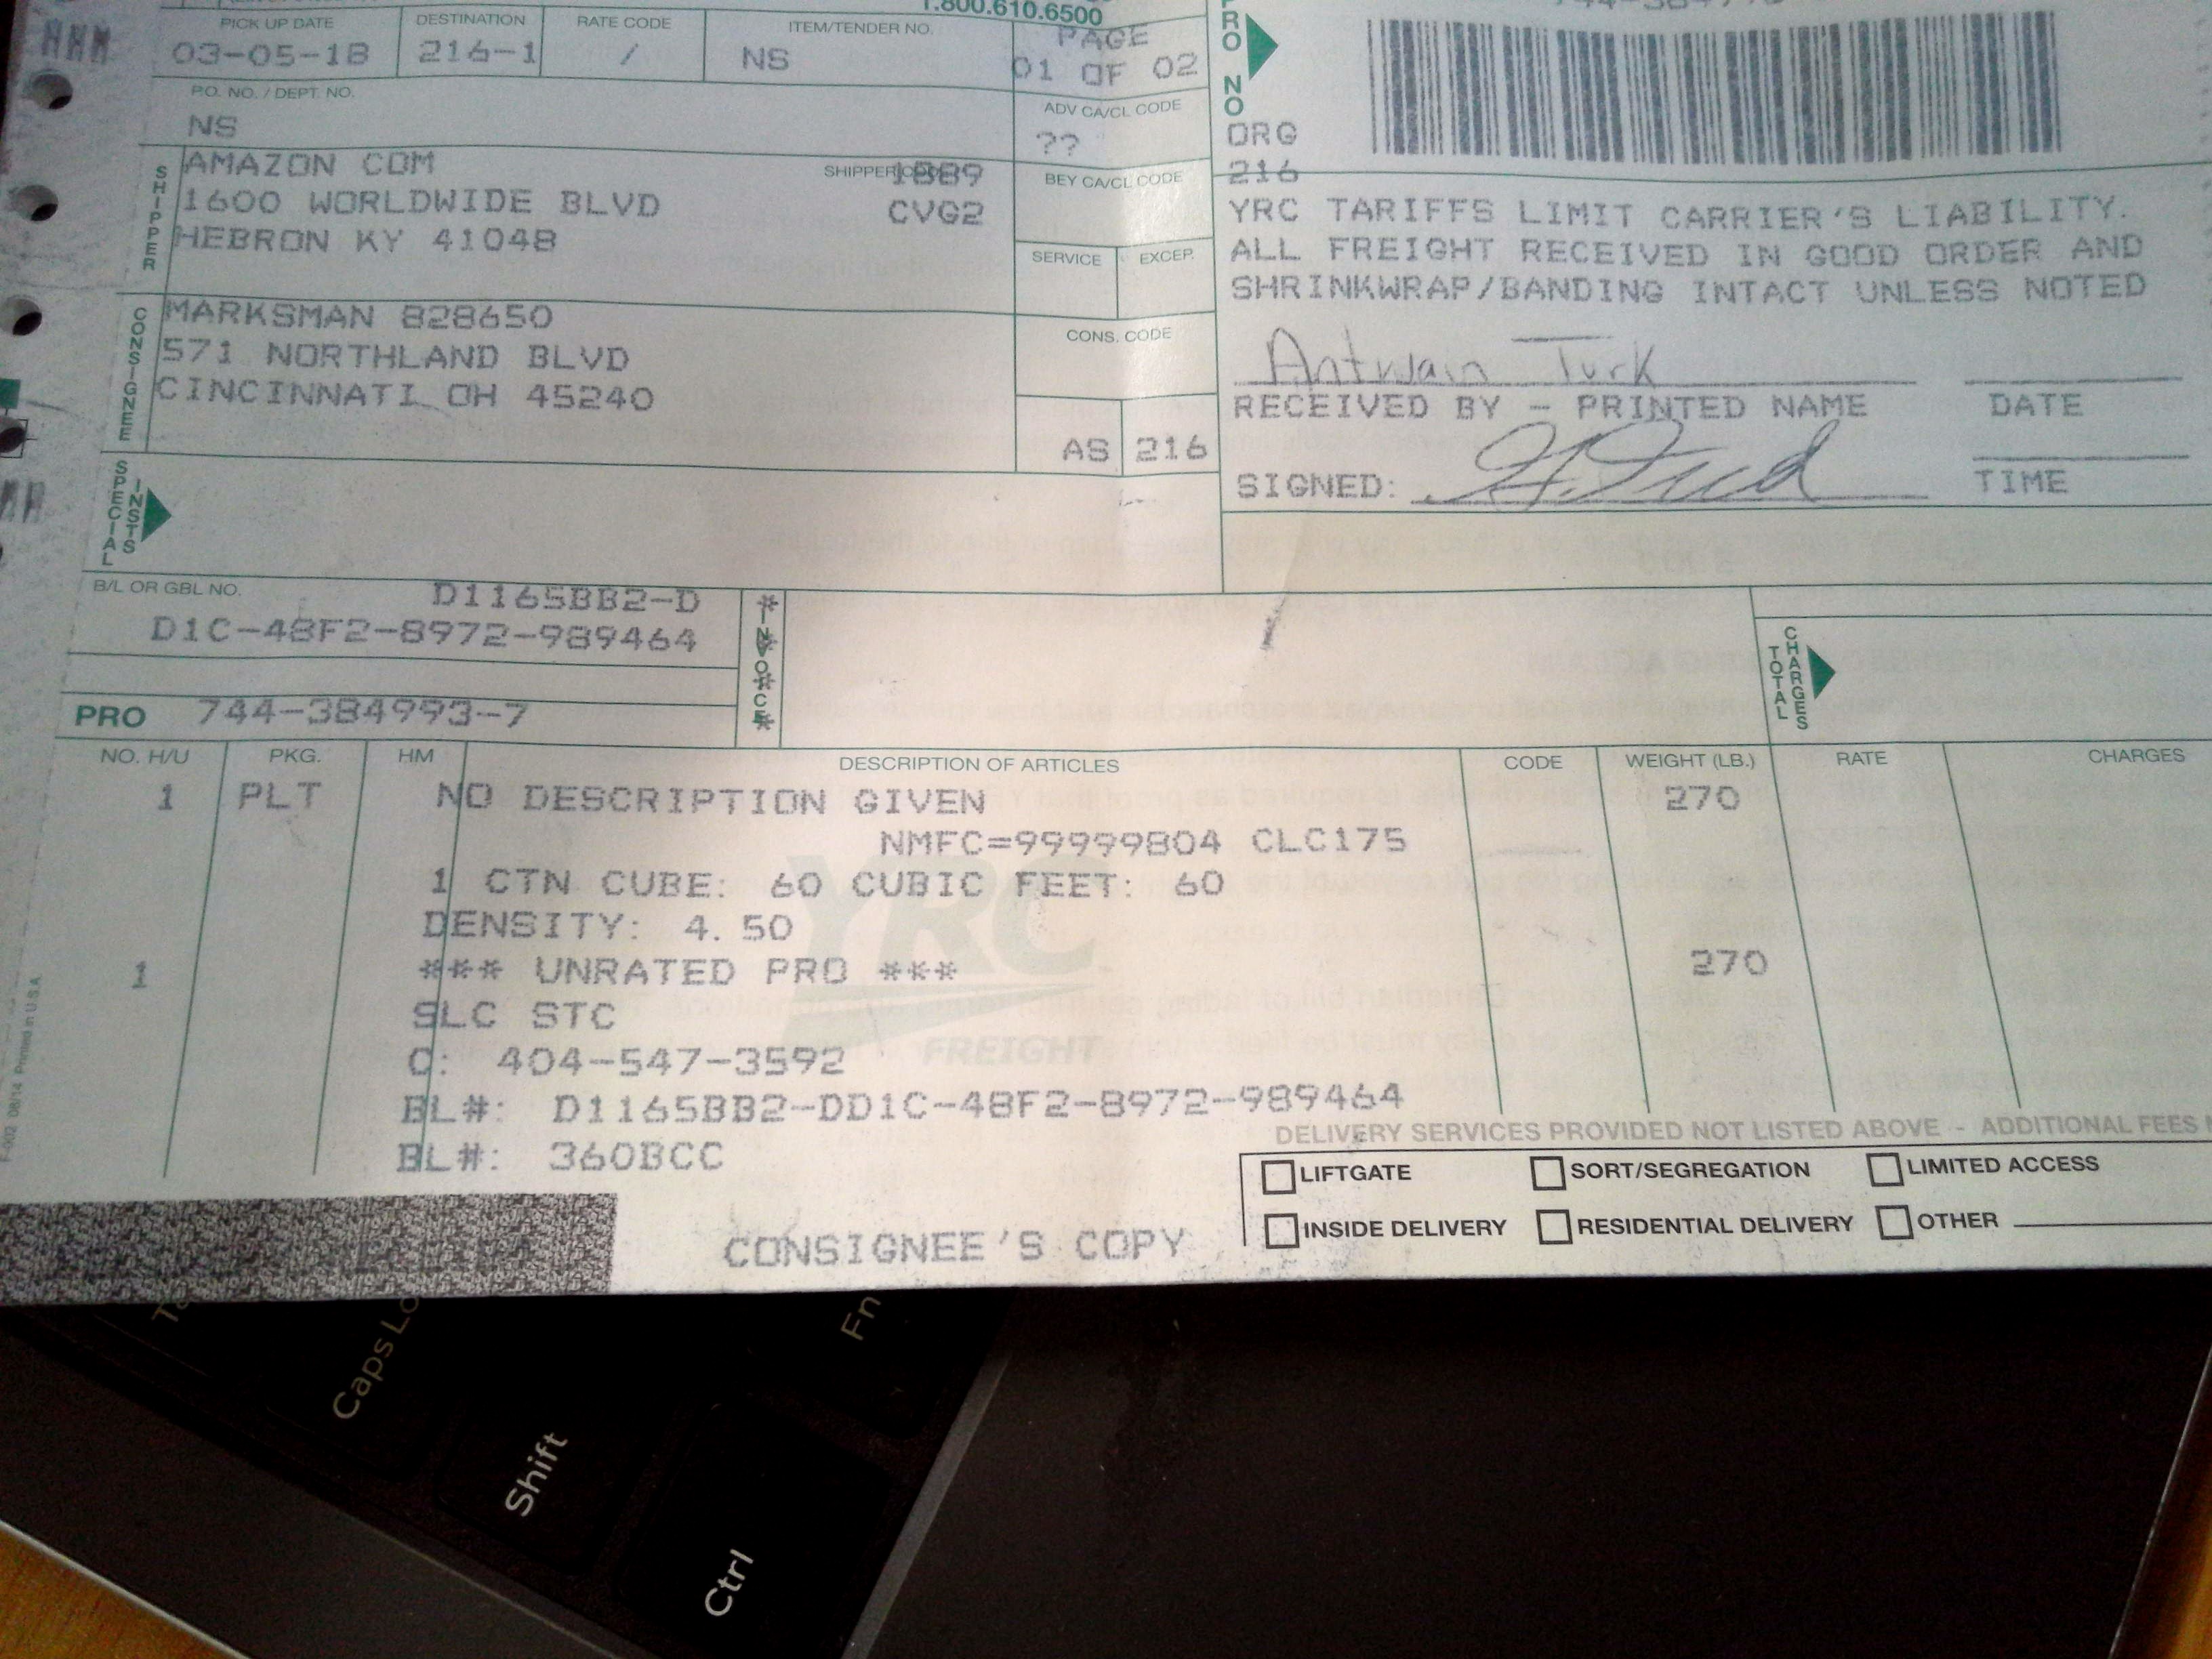 1.800.610.6500
PICK UP DATE DESTINATION RATE CODE ITEM/TENDER NO. PAGE
03-05-18 216-1 / NS 01 OF 02
P.O. NO. / DEPT. NO. ADV CA/CL CODE
NS ??
SHIPPER
AMAZON COM SHIPPER 1889
1600 WORLDWIDE BLVD CVG2
HEBRON KY 41048
BEY CA/CL CODE
SERVICE EXCEP.
CONSIGNEE
MARKSMAN 828650
571 NORTHLAND BLVD
CINCINNATI OH 45240
CONS. CODE
AS 216
SPECIAL INSTS
PRO NO
ORG
216
YRC TARIFFS LIMIT CARRIER'S LIABILITY.
ALL FREIGHT RECEIVED IN GOOD ORDER AND
SHRINKWRAP/BANDING INTACT UNLESS NOTED
Antwain Turk
RECEIVED BY - PRINTED NAME DATE
SIGNED: TIME
B/L OR GBL NO. D1165BB2-D
D1C-48F2-8972-989464
PRO 744-384993-7
TOTAL CHARGES
NO. H/U PKG. HM DESCRIPTION OF ARTICLES CODE WEIGHT (LB.) RATE CHARGES
1 PLT NO DESCRIPTION GIVEN 270
NMFC=99999804 CLC175
1 CTN CUBE: 60 CUBIC FEET: 60
DENSITY: 4.50
1 *** UNRATED PRO *** 270
SLC STC
C: 404-547-3592
BL#: D1165BB2-DD1C-48F2-8972-989464
BL#: 360BCC
YRC
FREIGHT
DELIVERY SERVICES PROVIDED NOT LISTED ABOVE - ADDITIONAL FEES
LIFTGATE SORT/SEGREGATION LIMITED ACCESS
INSIDE DELIVERY RESIDENTIAL DELIVERY OTHER
CONSIGNEE'S COPY
08/14 Printed in U.S.A.
Caps Lo
Fn
Shift
Ctrl